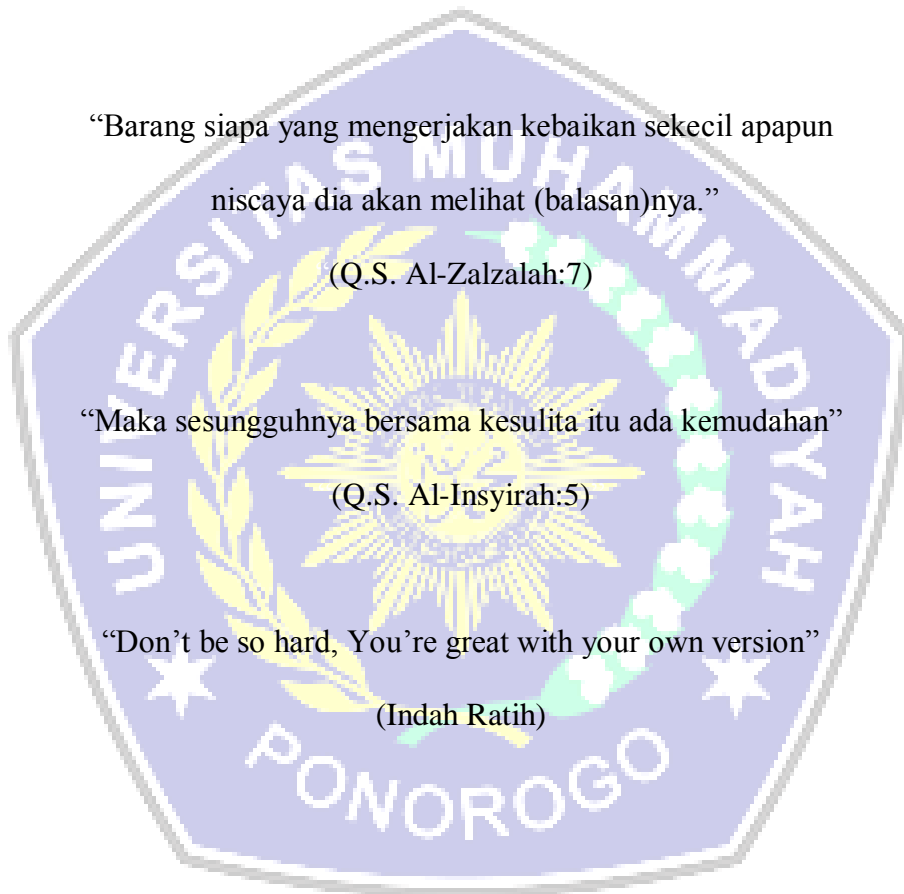 “Barang siapa yang mengerjakan kebaikan sekecil apapun
niscaya dia akan melihat (balasan)nya.”
(Q.S. Al-Zalzalah:7)
“Maka sesungguhnya bersama kesulita itu ada kemudahan”
(Q.S. Al-Insyirah:5)
“Don’t be so hard, You’re great with your own version”
(Indah Ratih)
UNIVERSITAS MUHAMMADIYAH
PONOROGO